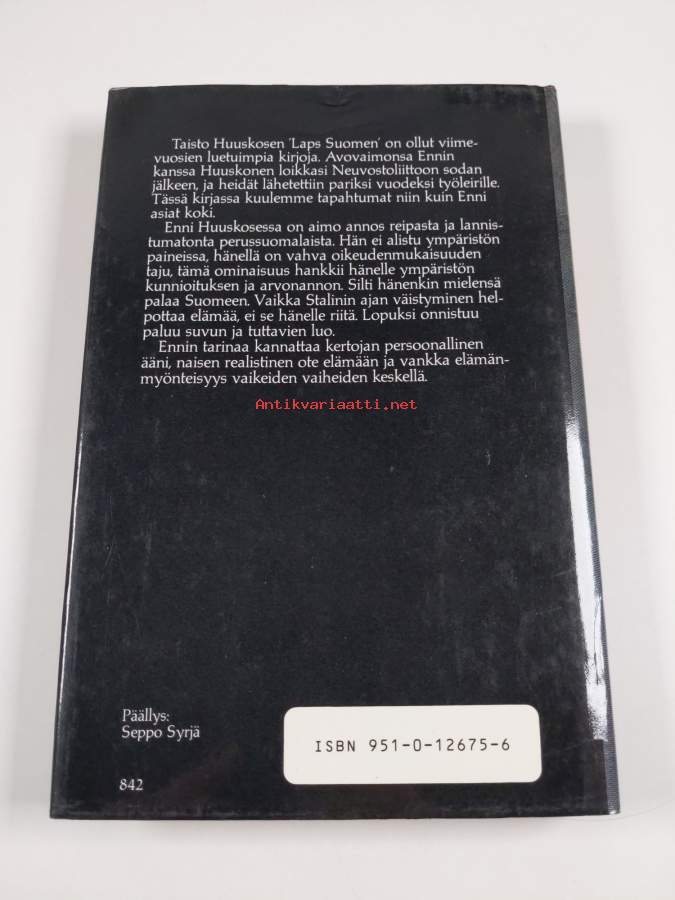 Taisto Huuskosen 'Laps Suomen' on ollut viime-
vuosien luetuimpia kirjoja. Avovaimonsa Ennin
kanssa Huuskonen loikkasi Neuvostoliittoon sodan
jälkeen, ja heidät lähetettiin pariksi vuodeksi työleirille.
Tässä kirjassa kuulemme tapahtumat niin kuin Enni
asiat koki.
Enni Huuskosessa on aimo annos reipasta ja lannis-
tumatonta perussuomalaista. Hän ei alistu ympäristön
paineissa, hänellä on vahva oikeudenmukaisuuden
taju, tämä ominaisuus hankkii hänelle ympäristön
kunnioituksen ja arvonannon. Silti hänenkin mielensä
palaa Suomeen. Vaikka Stalinin ajan väistyminen hel-
pottaa elämää, ei se hänelle riitä. Lopuksi onnistuu
paluu suvun ja tuttavien luo.
Ennin tarinaa kannattaa kertojan persoonallinen
ääni, naisen realistinen ote elämään ja vankka elämän-
myönteisyys vaikeiden vaiheiden keskellä.
Antikvariaatti.net
Päällys:
Seppo Syrjä
ISBN 951-0-12675-6
842